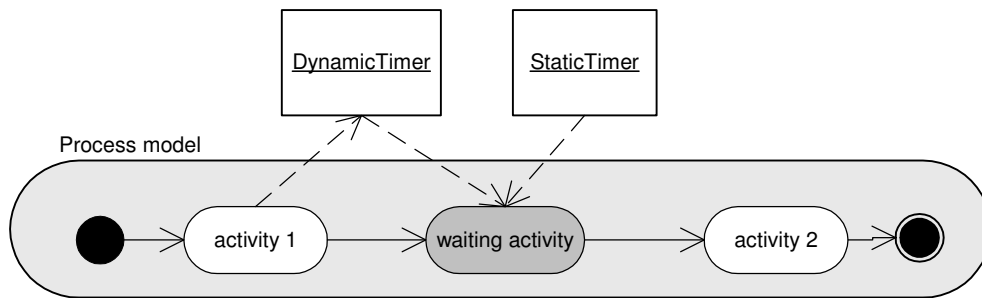 DynamicTimer
StaticTimer
Process model
activity 1
waiting activity
activity 2